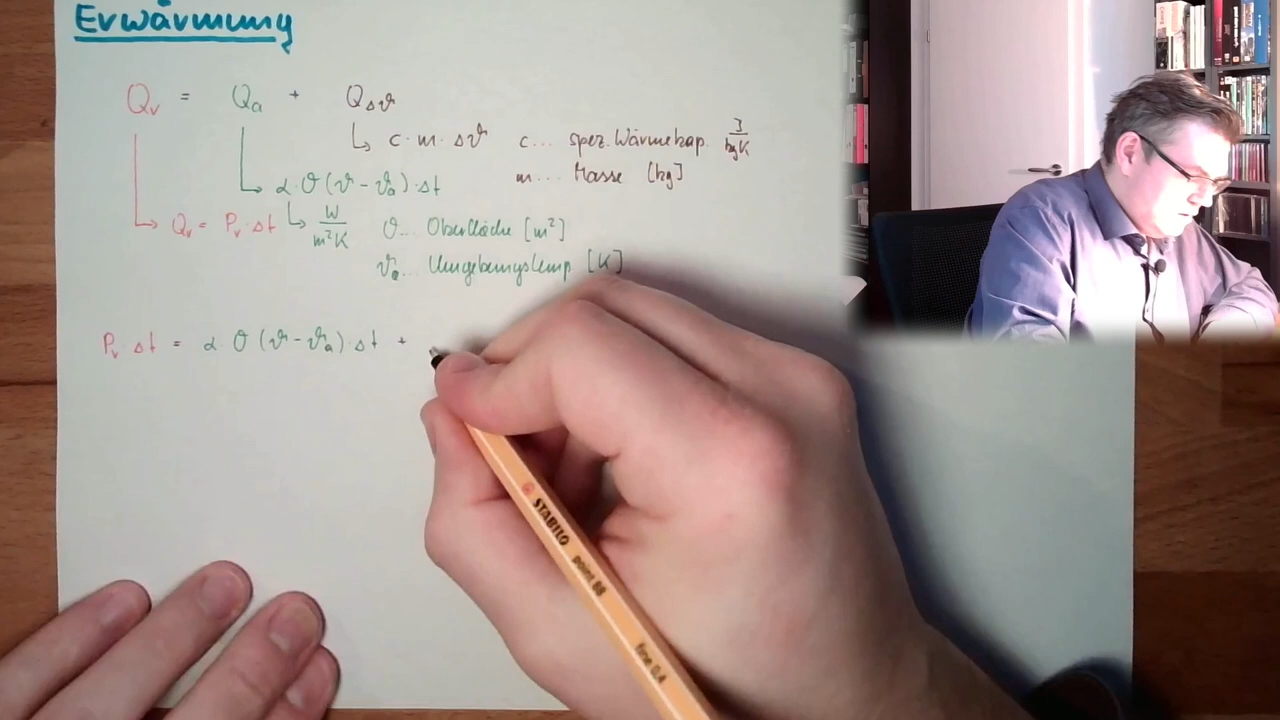 Erwärmung
Qᵥ = Qₐ + Q_Δϑ
↳ c · m · Δϑ c... spez. Wärmekap. J/kgK
↳ α · O (ϑ - ϑₐ) · Δt m... Masse [kg]
↳ Qᵥ = Pᵥ · Δt ↳ W/m²K O... Oberfläche [m²]
ϑₐ... Umgebungstemp [K]
Pᵥ Δt = α O (ϑ - ϑₐ) · Δt +
STABILO point 88 fine 0,4